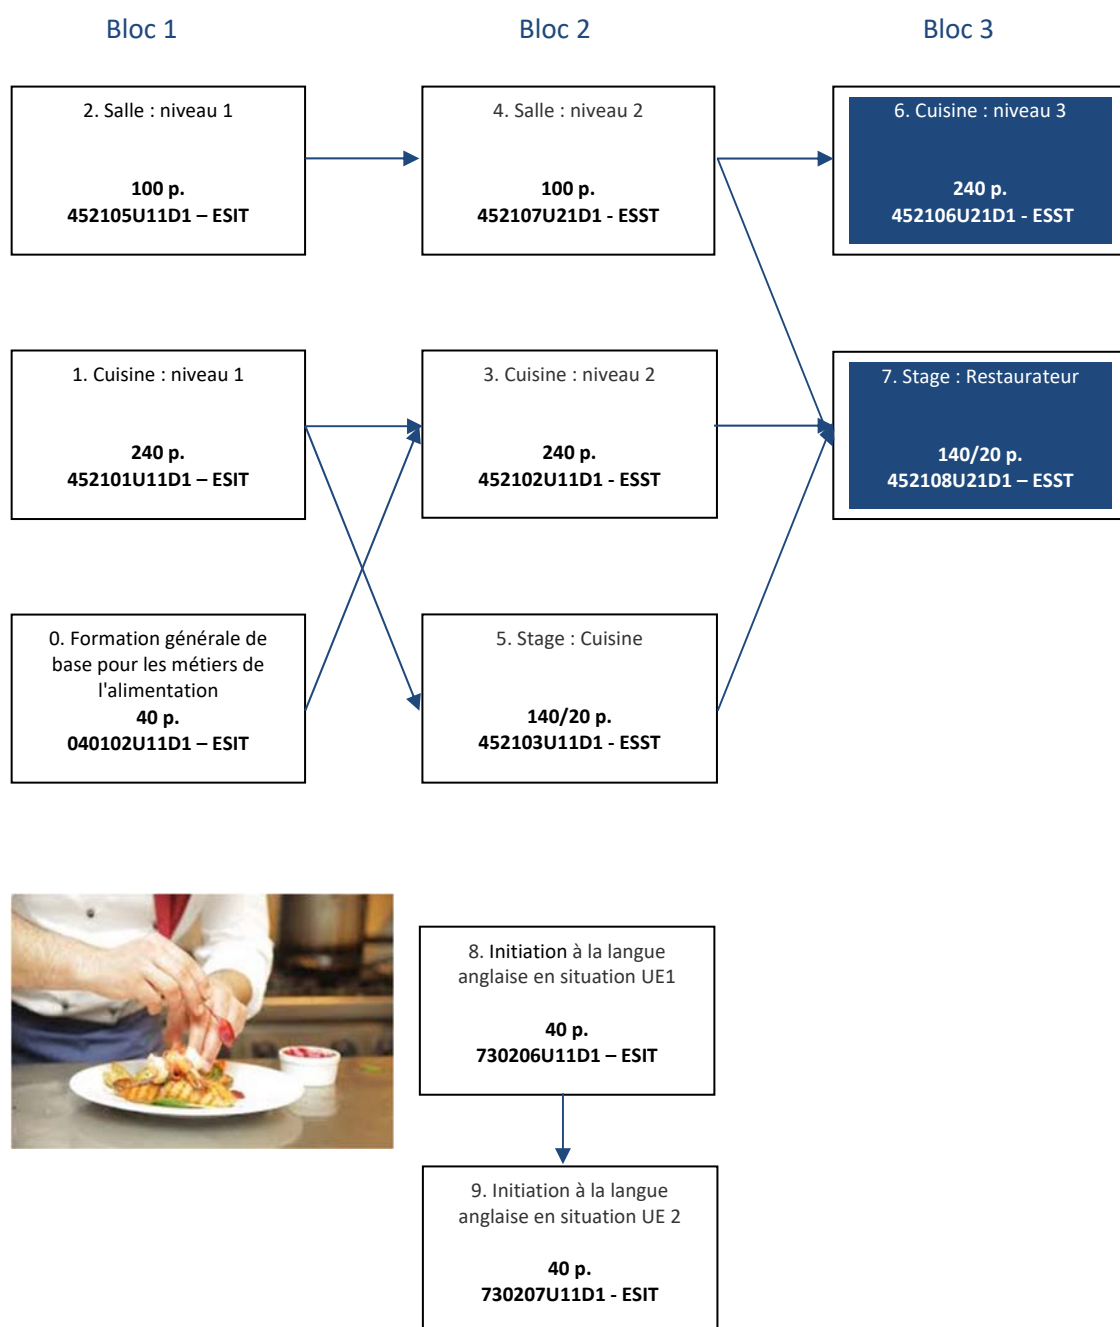 Bloc 1
Bloc 2
Bloc 3
2. Salle : niveau 1
100 p.
452105U11D1 – ESIT
4. Salle : niveau 2
100 p.
452107U21D1 - ESST
6. Cuisine : niveau 3
240 p.
452106U21D1 - ESST
1. Cuisine : niveau 1
240 p.
452101U11D1 – ESIT
3. Cuisine : niveau 2
240 p.
452102U11D1 - ESST
7. Stage : Restaurateur
140/20 p.
452108U21D1 – ESST
0. Formation générale de
base pour les métiers de
l'alimentation
40 p.
040102U11D1 – ESIT
5. Stage : Cuisine
140/20 p.
452103U11D1 - ESST
8. Initiation à la langue
anglaise en situation UE1
40 p.
730206U11D1 – ESIT
9. Initiation à la langue
anglaise en situation UE 2
40 p.
730207U11D1 - ESIT